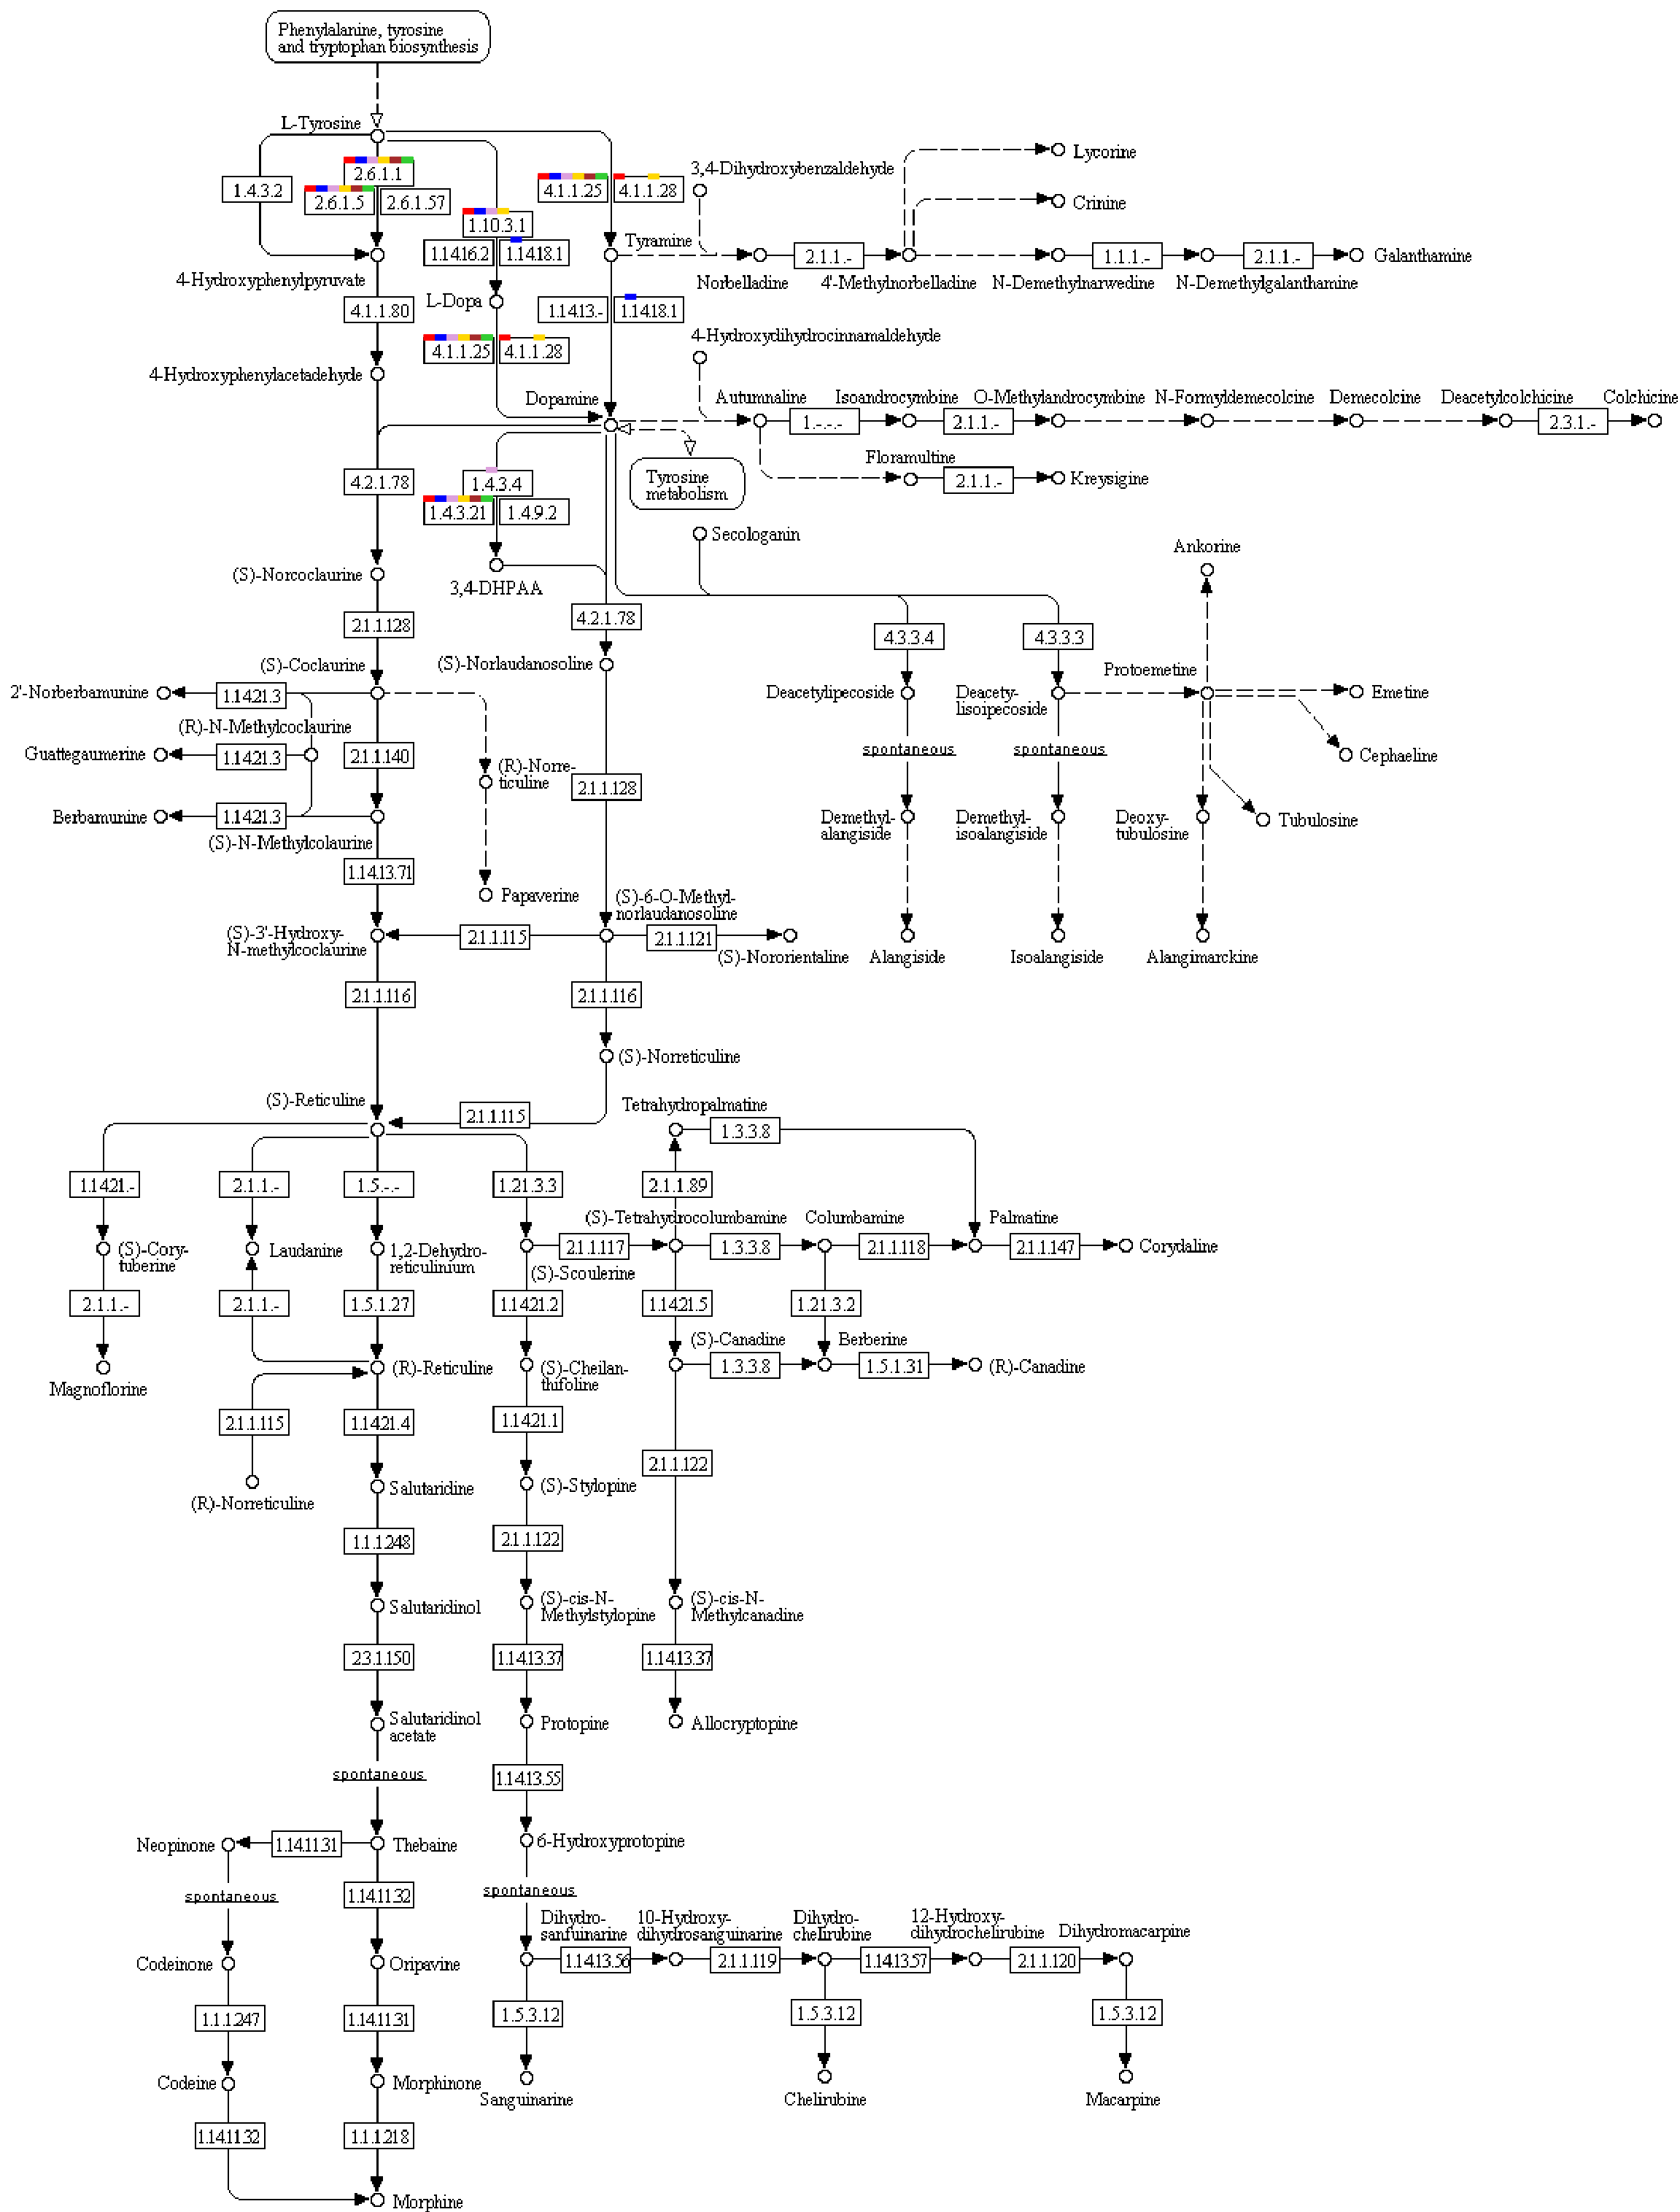 Phenylalanine, tyrosine
and tryptophan biosynthesis
L-Tyrosine
2.6.1.1
1.4.3.2
2.6.1.5
2.6.1.57
1.10.3.1
4.1.1.25
4.1.1.28
3,4-Dihydroxybenzaldehyde
Lycorine
Crinine
1.14.16.2
1.14.18.1
Tyramine
2.1.1.-
1.1.1.-
2.1.1.-
Galanthamine
4-Hydroxyphenylpyruvate
Norbelladine
4'-Methylnorbelladine
N-Demethylnarwedine
N-Demethylgalanthamine
4.1.1.80
L-Dopa
1.14.13.-
1.14.18.1
4.1.1.25
4.1.1.28
4-Hydroxydihydrocinnamaldehyde
4-Hydroxyphenylacetadehyde
Dopamine
Autumnaline
Isoandrocymbine
O-Methylandrocymbine
N-Formyldemecolcine
Demecolcine
Deacetylcolchicine
Colchicine
1.-.-.-
2.1.1.-
2.3.1.-
Floramultine
2.1.1.-
Kreysigine
Tyrosine
metabolism
4.2.1.78
1.4.3.4
1.4.3.21
1.4.9.2
Secologanin
Ankorine
(S)-Norcoclaurine
3,4-DHPAA
2.1.1.128
4.2.1.78
4.3.3.4
4.3.3.3
(S)-Coclaurine
(S)-Norlaudanosoline
Protoemetine
2'-Norberbamunine
1.14.21.3
Deacetylipecoside
Deacety-
lisoipecoside
Emetine
(R)-N-Methylcoclaurine
Guattegaumerine
1.14.21.3
2.1.1.140
(R)-Norre-
ticuline
2.1.1.128
spontaneous
spontaneous
Cephaeline
Berbamunine
1.14.21.3
Demethyl-
alangiside
Demethyl-
isoalangiside
Deoxy-
tubulosine
Tubulosine
(S)-N-Methylcolaurine
1.14.13.71
Papaverine
(S)-6-O-Methyl-
norlaudanosoline
(S)-3'-Hydroxy-
N-methylcoclaurine
2.1.1.115
2.1.1.121
(S)-Nororientaline
Alangiside
Isoalangiside
Alangimarckine
2.1.1.116
2.1.1.116
(S)-Norreticuline
(S)-Reticuline
2.1.1.115
Tetrahydropalmatine
1.3.3.8
1.14.21.-
2.1.1.-
1.5.-.-
1.21.3.3
2.1.1.89
(S)-Tetrahydrocolumbamine
Columbamine
Palmatine
(S)-Cory-
tuberine
Laudanine
1,2-Dehydro-
reticulinium
2.1.1.117
1.3.3.8
2.1.1.118
2.1.1.147
Corydaline
(S)-Scoulerine
2.1.1.-
2.1.1.-
1.5.1.27
1.14.21.2
1.14.21.5
1.21.3.2
(S)-Canadine
Berberine
Magnoflorine
(R)-Reticuline
(S)-Cheilan-
thifoline
1.3.3.8
1.5.1.31
(R)-Canadine
2.1.1.115
1.14.21.4
1.14.21.1
2.1.1.122
(R)-Norreticuline
Salutaridine
(S)-Stylopine
1.1.1.248
2.1.1.122
Salutaridinol
(S)-cis-N-
Methylstylopine
(S)-cis-N-
Methylcanadine
2.3.1.150
1.14.13.37
1.14.13.37
Salutaridinol
acetate
Protopine
Allocryptopine
spontaneous
1.14.13.55
Neopinone
1.14.11.31
Thebaine
6-Hydroxyprotopine
spontaneous
1.14.11.32
spontaneous
Dihydro-
sanfuinarine
10-Hydroxy-
dihydrosanguinarine
Dihydro-
chelirubine
12-Hydroxy-
dihydrochelirubine
Dihydromacarpine
Codeinone
Oripavine
1.14.13.56
2.1.1.119
1.14.13.57
2.1.1.120
1.1.1.247
1.14.11.31
1.5.3.12
1.5.3.12
1.5.3.12
Codeine
Morphinone
Sanguinarine
Chelirubine
Macarpine
1.14.11.32
1.1.1.218
Morphine